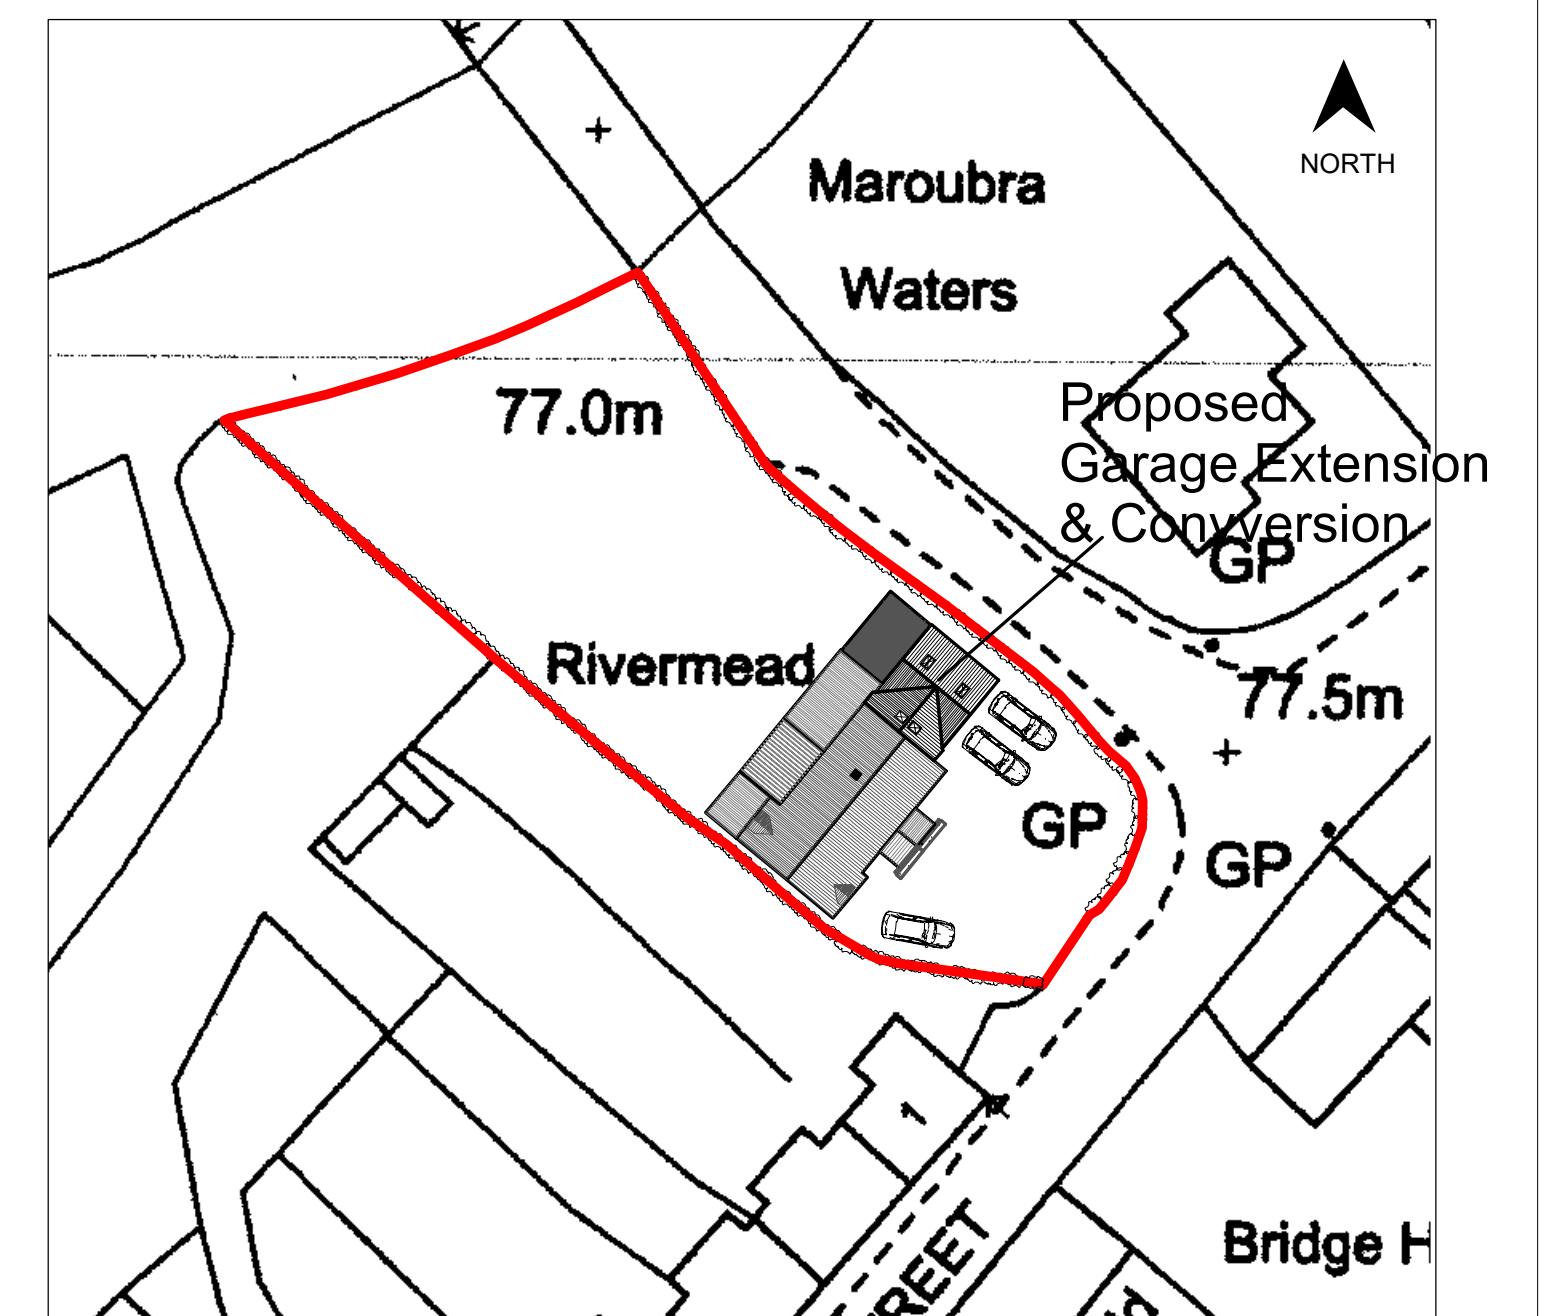 NORTH
Maroubra
Waters
77.0m
Proposed
Garage Extension
& Convversion
GP
Rivermead
77.5m
GP
GP
1
REET
Bridge H